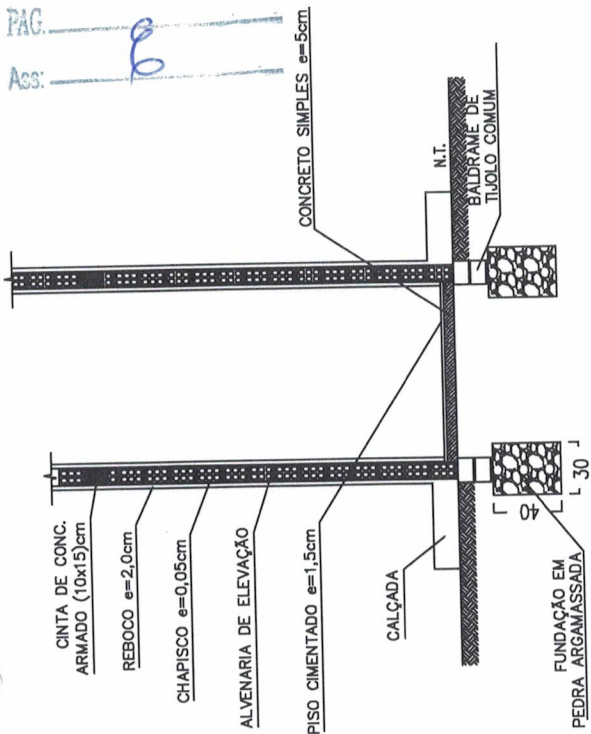 PAG.
Ass:
CINTA DE CONC.
ARMADO (10x15)cm
REBOCO e=2,0cm
CHAPISCO e=0,05cm
ALVENARIA DE ELEVAÇÃO
PISO CIMENTADO e=1,5cm
CALÇADA
FUNDAÇÃO EM
PEDRA ARGAMASSADA
40
30
CONCRETO SIMPLES e=5cm
N.T.
BALDRAME DE
TIJOLO COMUM